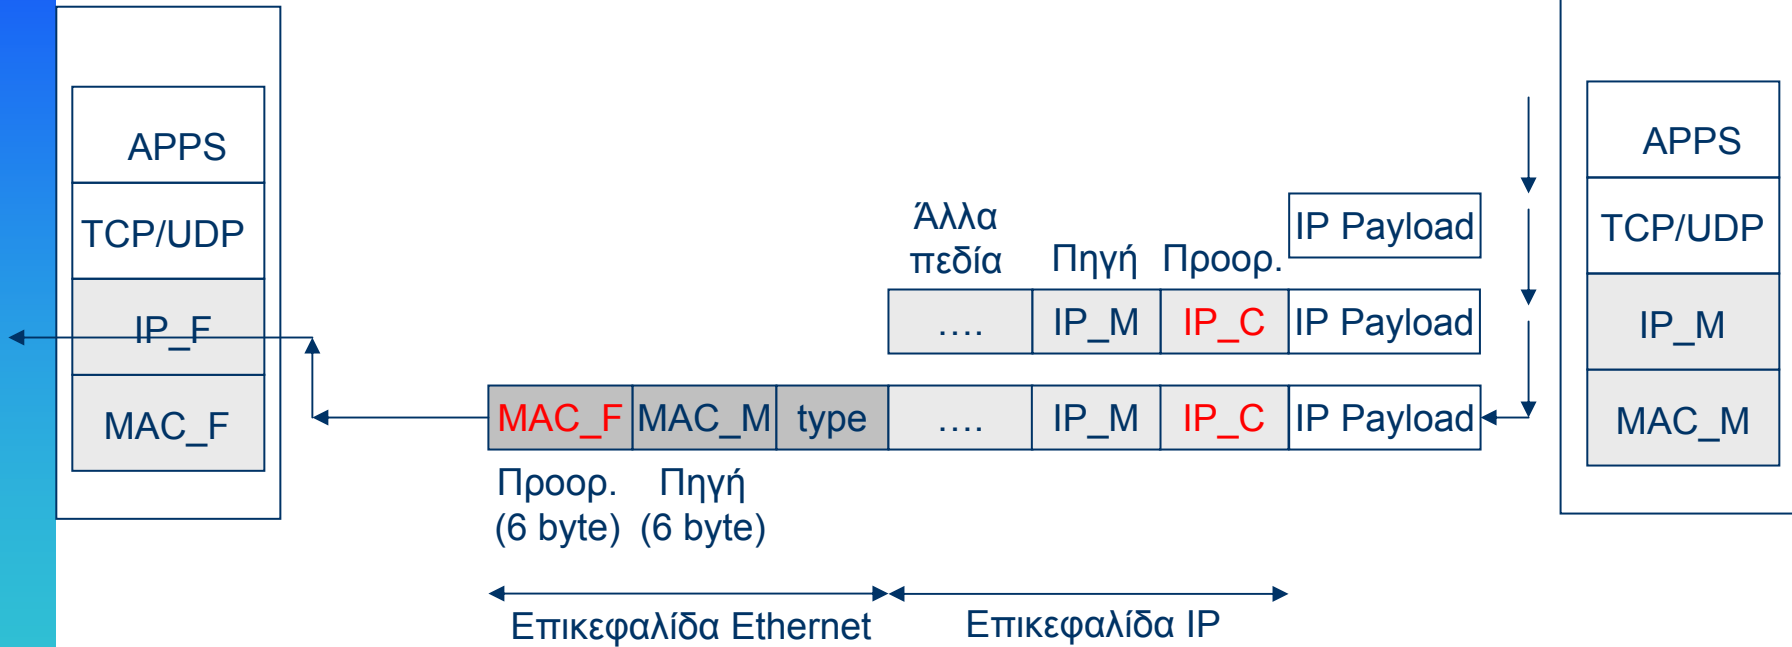 APPS
TCP/UDP
IP_F
MAC_F
Άλλα
πεδία
Πηγή
Προορ.
IP Payload
....
IP_M
IP_C
IP Payload
MAC_F
MAC_M
type
....
IP_M
IP_C
IP Payload
Προορ.
(6 byte)
Πηγή
(6 byte)
Επικεφαλίδα Ethernet
Επικεφαλίδα IP
APPS
TCP/UDP
IP_M
MAC_M